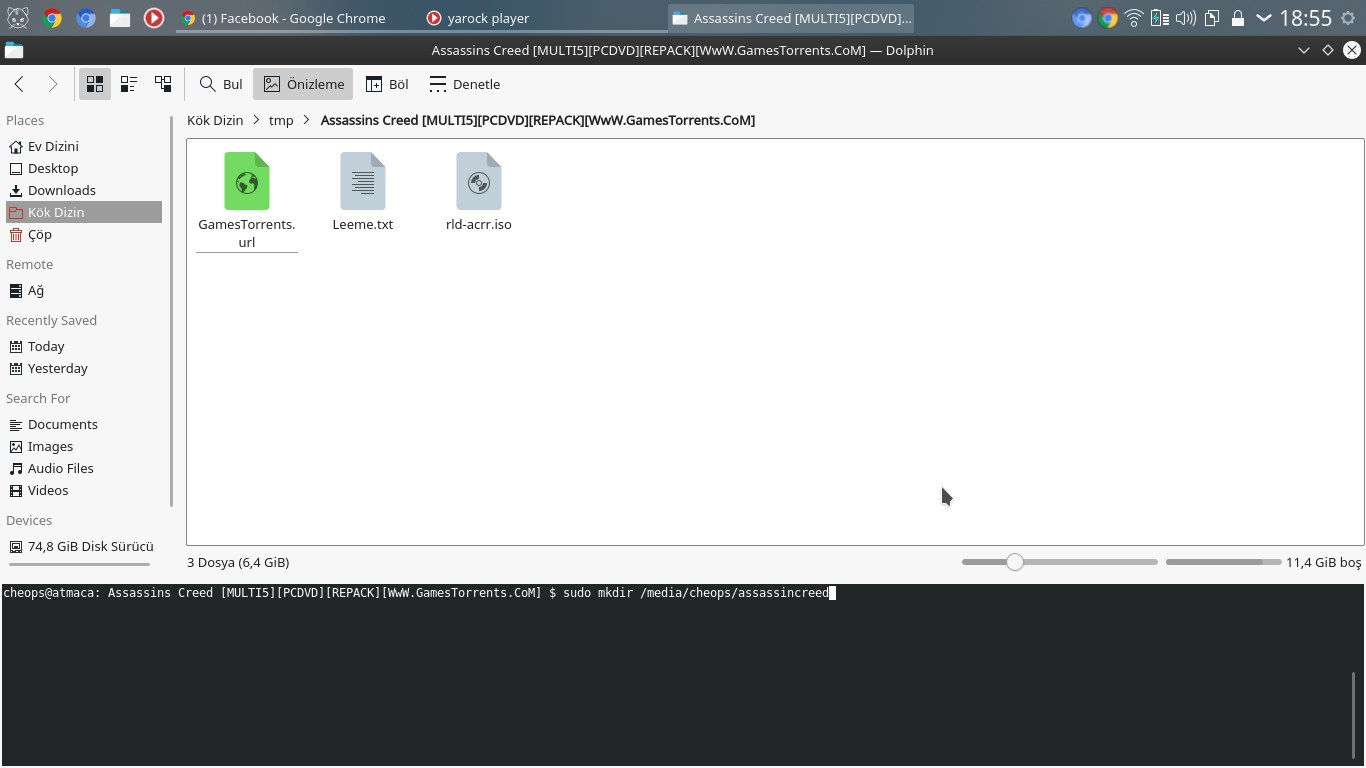 (1) Facebook - Google Chrome
yarock player
Assassins Creed [MULTI5][PCDVD]...
18:55
Assassins Creed [MULTI5][PCDVD][REPACK][WwW.GamesTorrents.CoM] — Dolphin
Bul
Önizleme
Böl
Denetle
Places
Ev Dizini
Desktop
Downloads
Kök Dizin
Çöp
Remote
Ağ
Recently Saved
Today
Yesterday
Search For
Documents
Images
Audio Files
Videos
Devices
74,8 GiB Disk Sürücü
Kök Dizin > tmp > Assassins Creed [MULTI5][PCDVD][REPACK][WwW.GamesTorrents.CoM]
GamesTorrents.
url
Leeme.txt
rld-acrr.iso
3 Dosya (6,4 GiB)
11,4 GiB boş
cheops@atmaca: Assassins Creed [MULTI5][PCDVD][REPACK][WwW.GamesTorrents.CoM] $ sudo mkdir /media/cheops/assassincreed